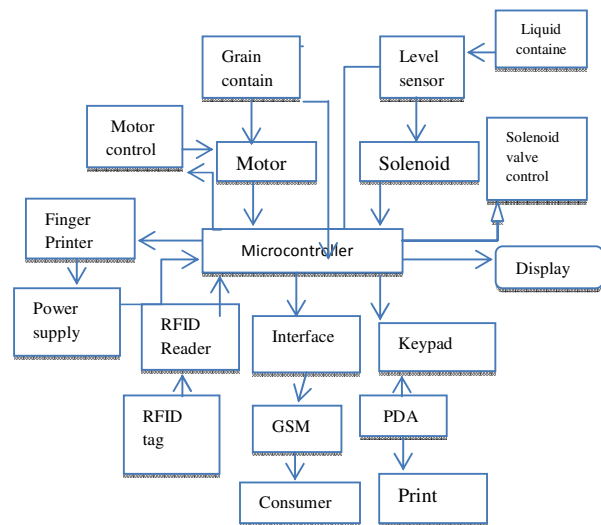 Grain
contain
Level
sensor
Liquid
containe
Motor
control
Motor
Solenoid
Solenoid
valve
control
Finger
Printer
Microcontroller
Display
Power
supply
RFID
Reader
Interface
Keypad
RFID
tag
GSM
PDA
Consumer
Print